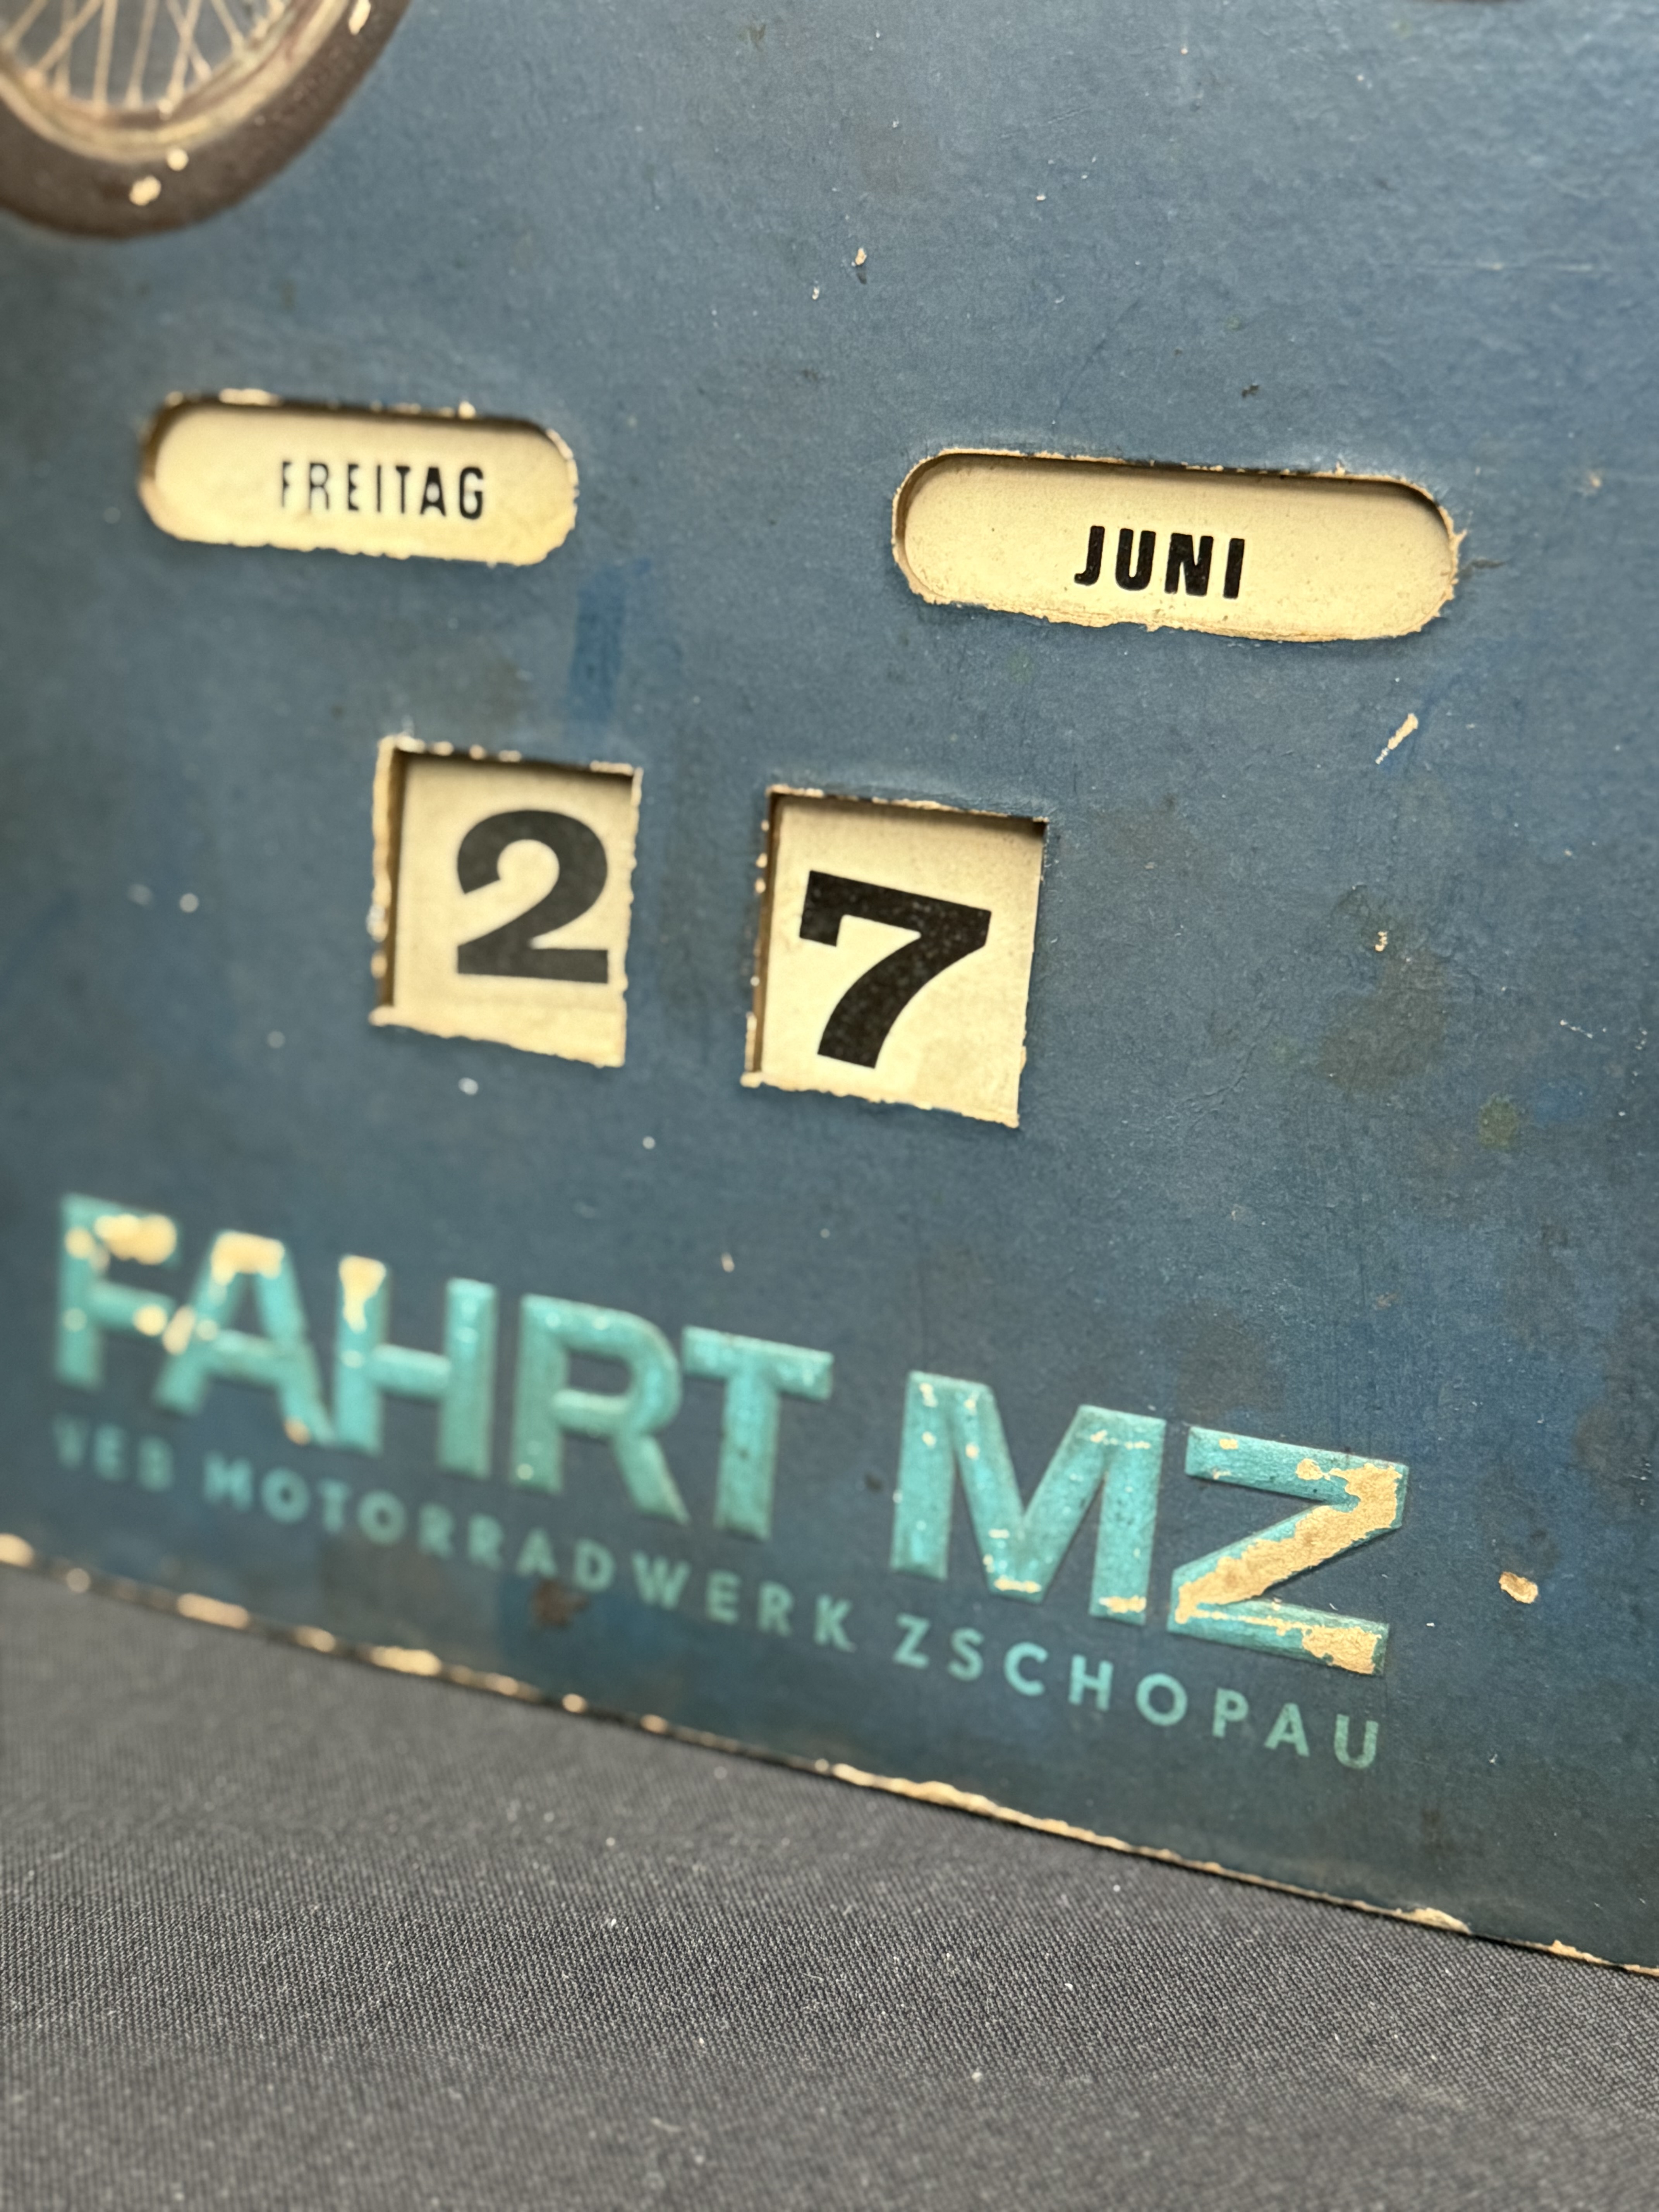 FREITAG
JUNI
2 7
FAHRT MZ
VEB MOTORRADWERK ZSCHOPAU